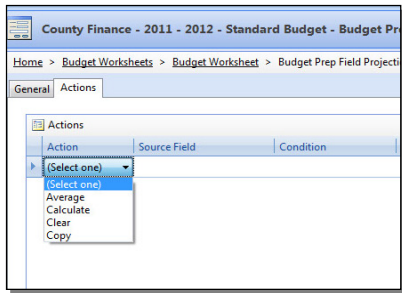 County Finance - 2011 - 2012 - Standard Budget - Budget Pr
Home > Budget Worksheets > Budget Worksheet > Budget Prep Field Projecti
General Actions
Actions
Action Source Field Condition
(Select one)
(Select one)
Average
Calculate
Clear
Copy